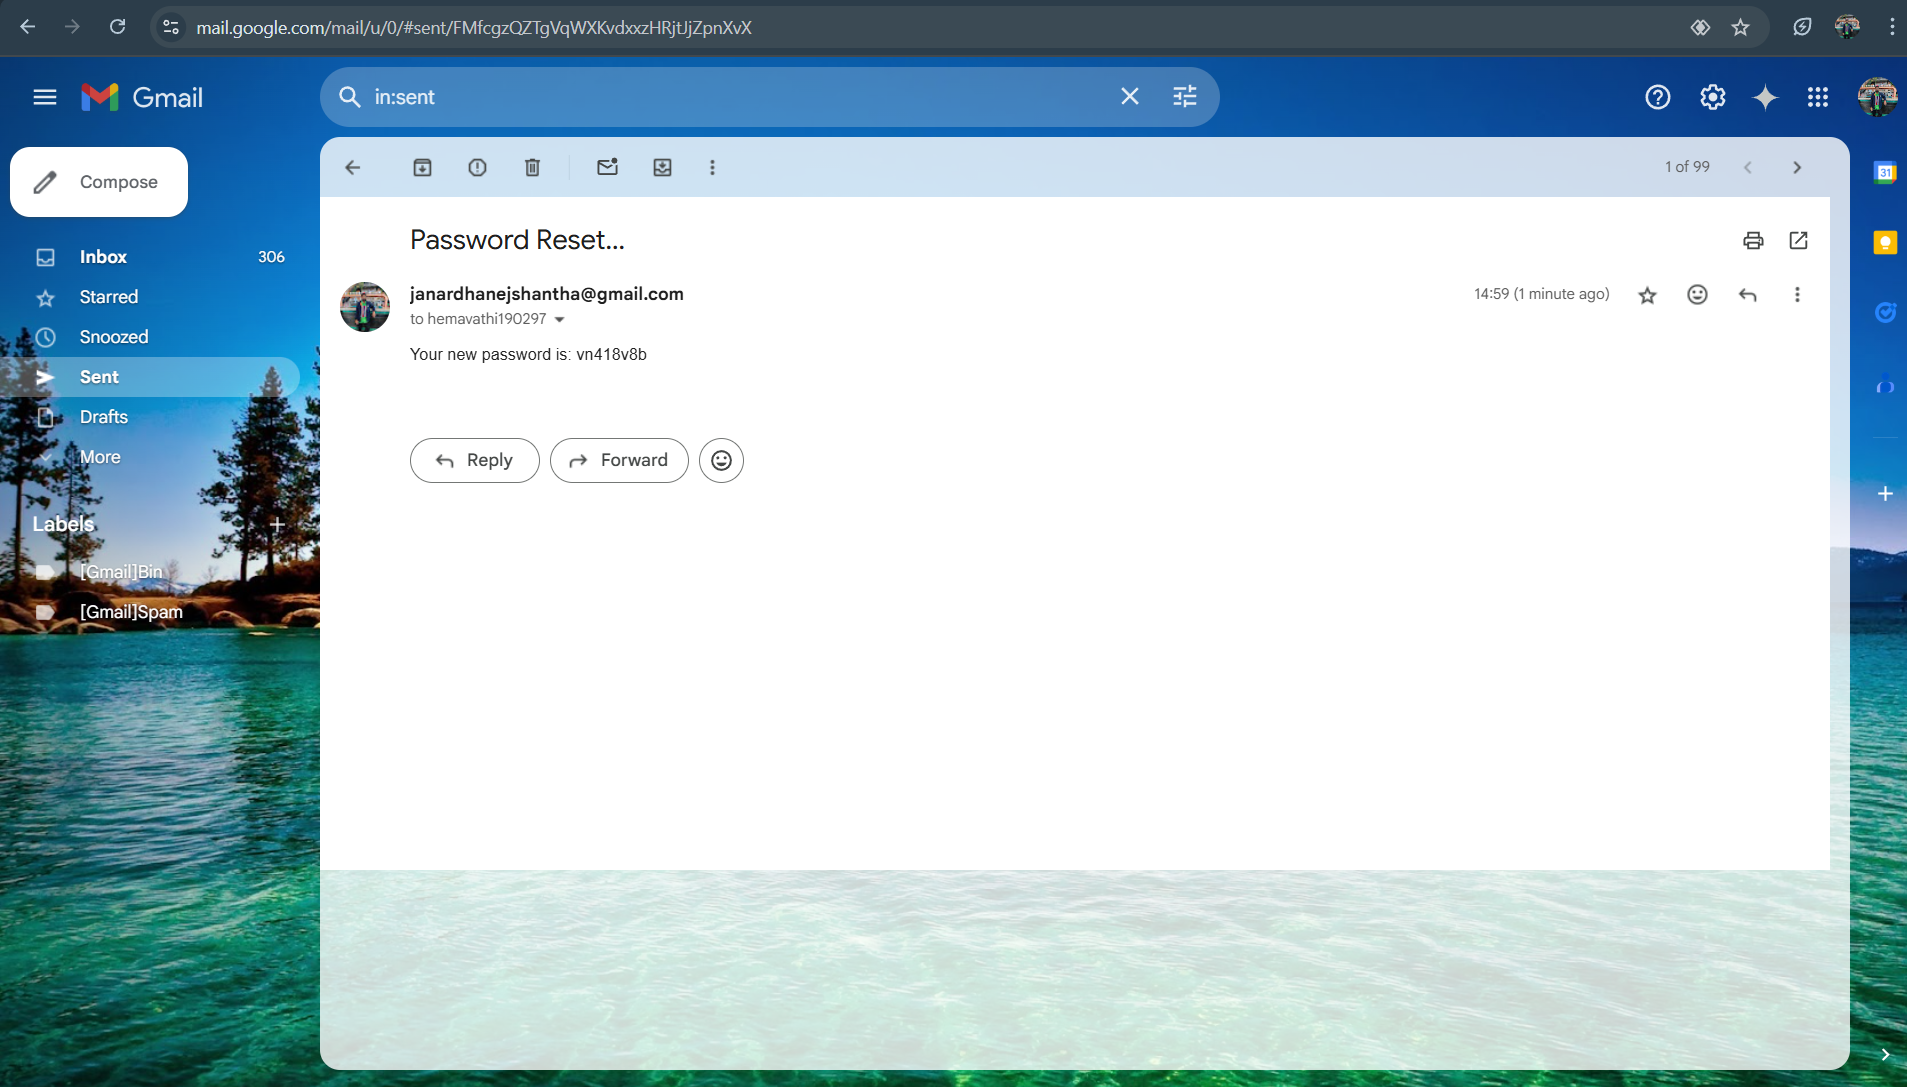 mail.google.com/mail/u/0/#sent/FMfcgzQZTgVqWXKvdxxzHRjtJjZpnXvX
Gmail
in:sent
Compose
1 of 99
31
Password Reset...
Inbox 306
janardhanejshantha@gmail.com 14:59 (1 minute ago)
Starred
to hemavathi190297
Snoozed
Your new password is: vn418v8b
Sent
Drafts
More
Reply Forward
Labels
[Gmail]Bin
[Gmail]Spam